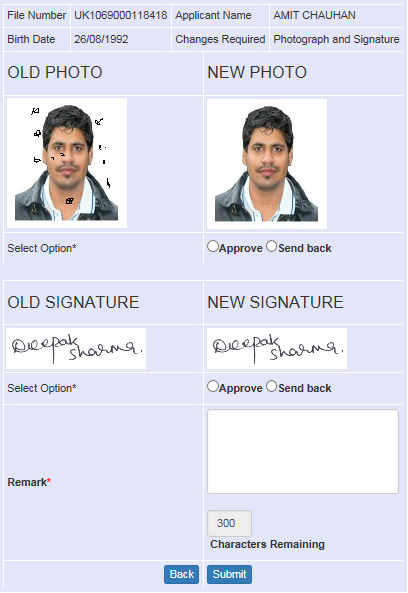 File Number UK1069000118418 Applicant Name AMIT CHAUHAN
Birth Date 26/08/1992 Changes Required Photograph and Signature
OLD PHOTO NEW PHOTO
Select Option* Approve Send back
OLD SIGNATURE NEW SIGNATURE
Deepak Deepak
Sharma. Sharma.
Select Option* Approve Send back
Remark*
300
Characters Remaining
Back Submit